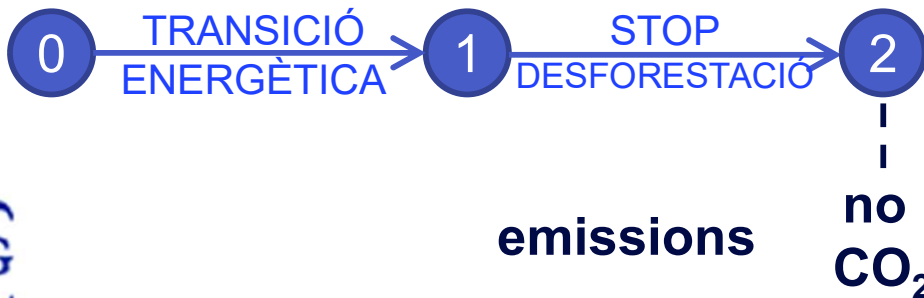 0
TRANSICIÓ
ENERGÈTICA
1
STOP
DESFORESTACIÓ
2
emissions
no
CO₂